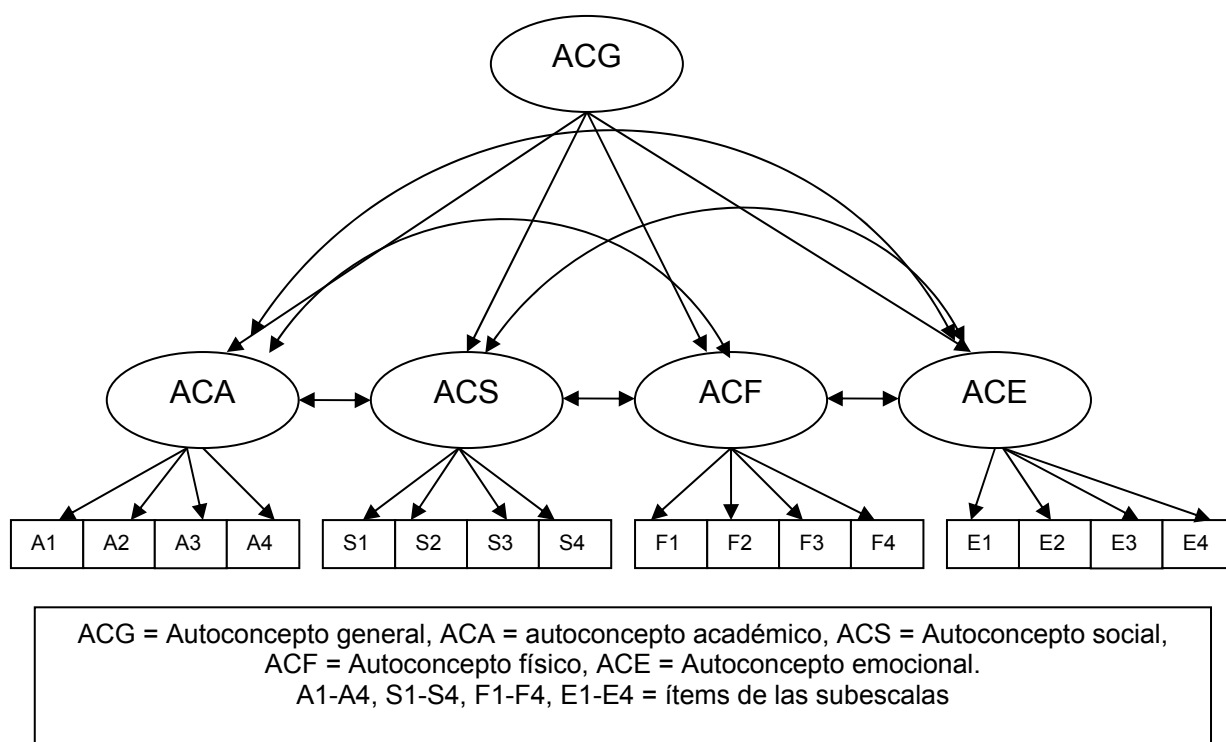 ACG
ACA ACS ACF ACE
A1 A2 A3 A4 S1 S2 S3 S4 F1 F2 F3 F4 E1 E2 E3 E4
ACG = Autoconcepto general, ACA = autoconcepto académico, ACS = Autoconcepto social,
ACF = Autoconcepto físico, ACE = Autoconcepto emocional.
A1-A4, S1-S4, F1-F4, E1-E4 = ítems de las subescalas